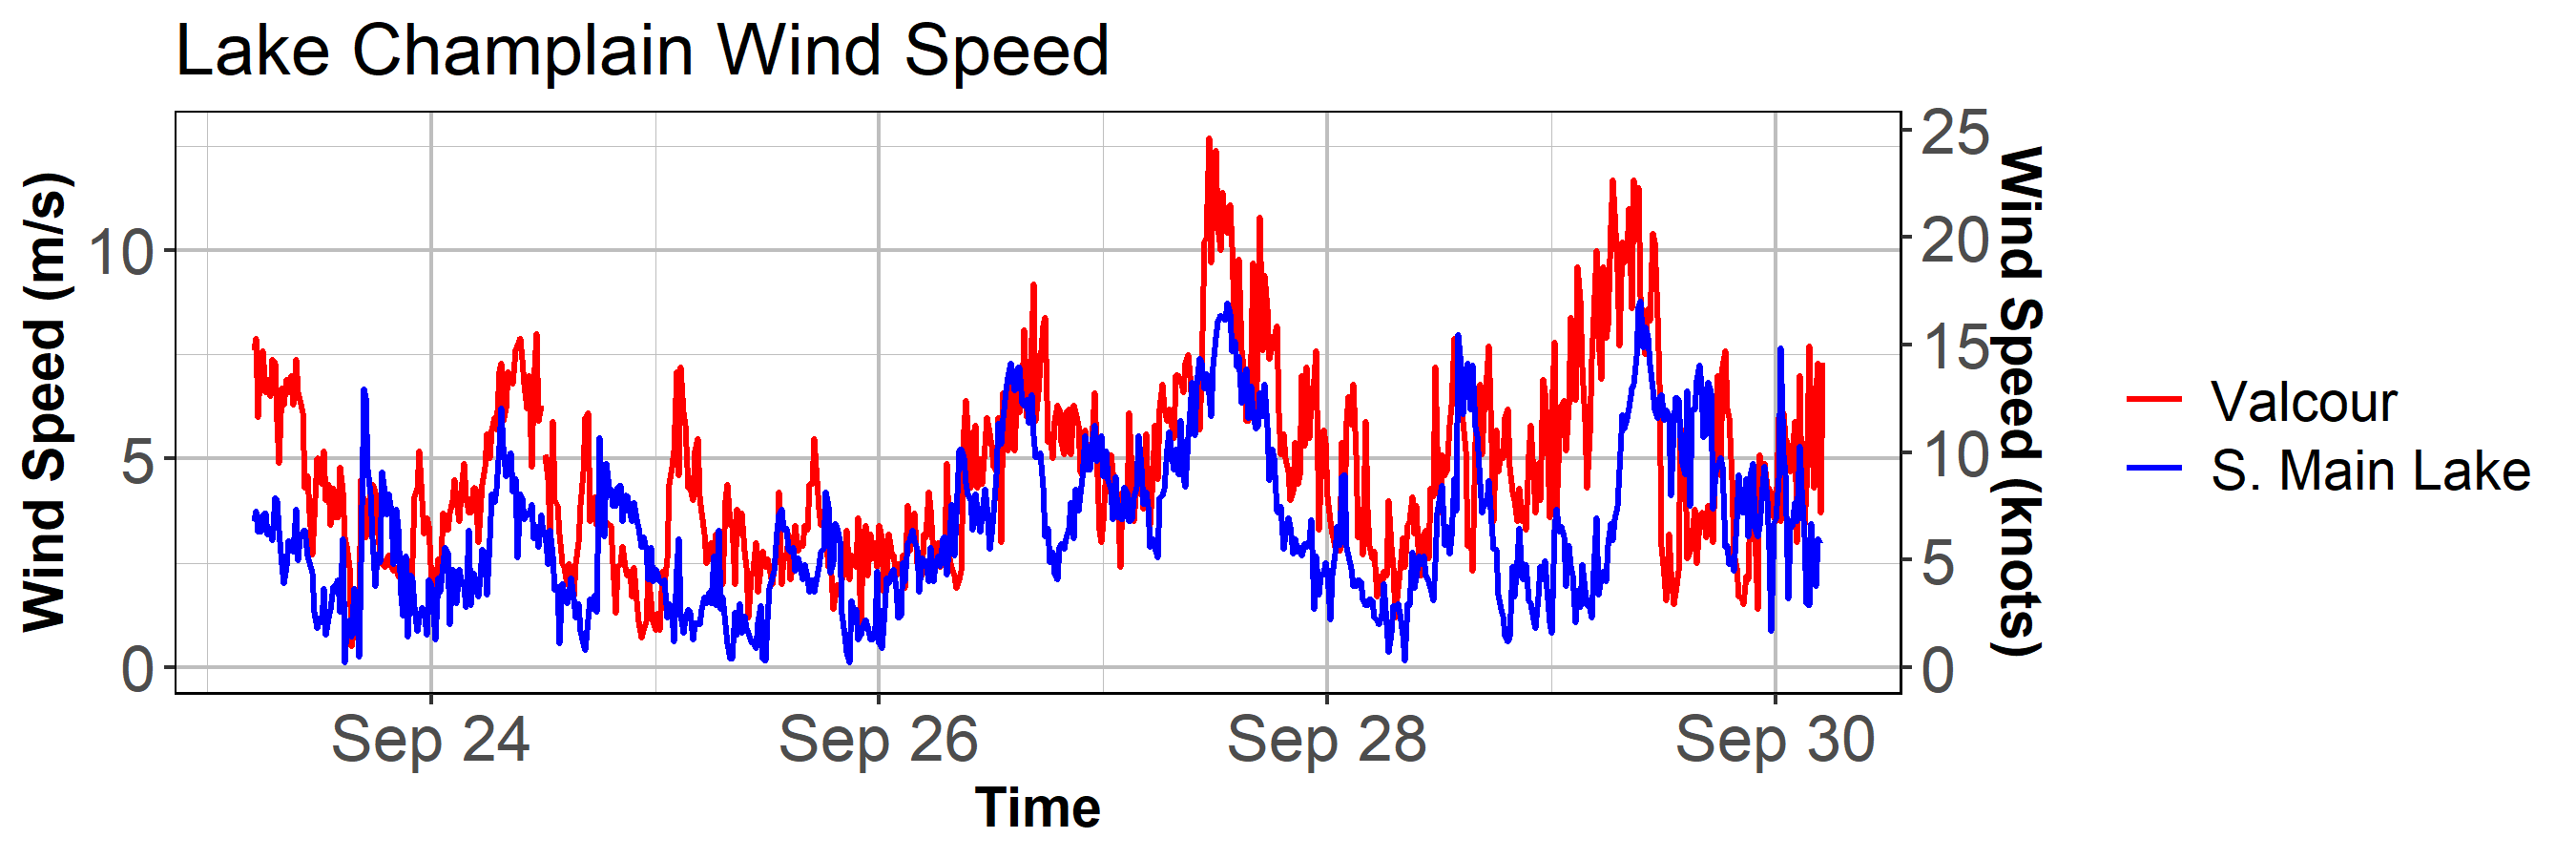 Lake Champlain Wind Speed
Wind Speed (m/s)
10
5
0
25
20
15
10
5
0
Wind Speed (knots)
Sep 24
Sep 26
Sep 28
Sep 30
Time
Valcour
S. Main Lake